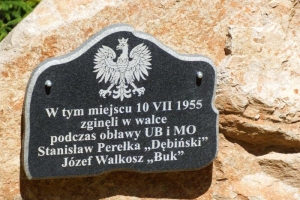 W tym miejscu 10 VII 1955
zginęli w walce
podczas obławy UB i MO
Stanisław Perełka „Dębiński"
Józef Walkosz „Buk"